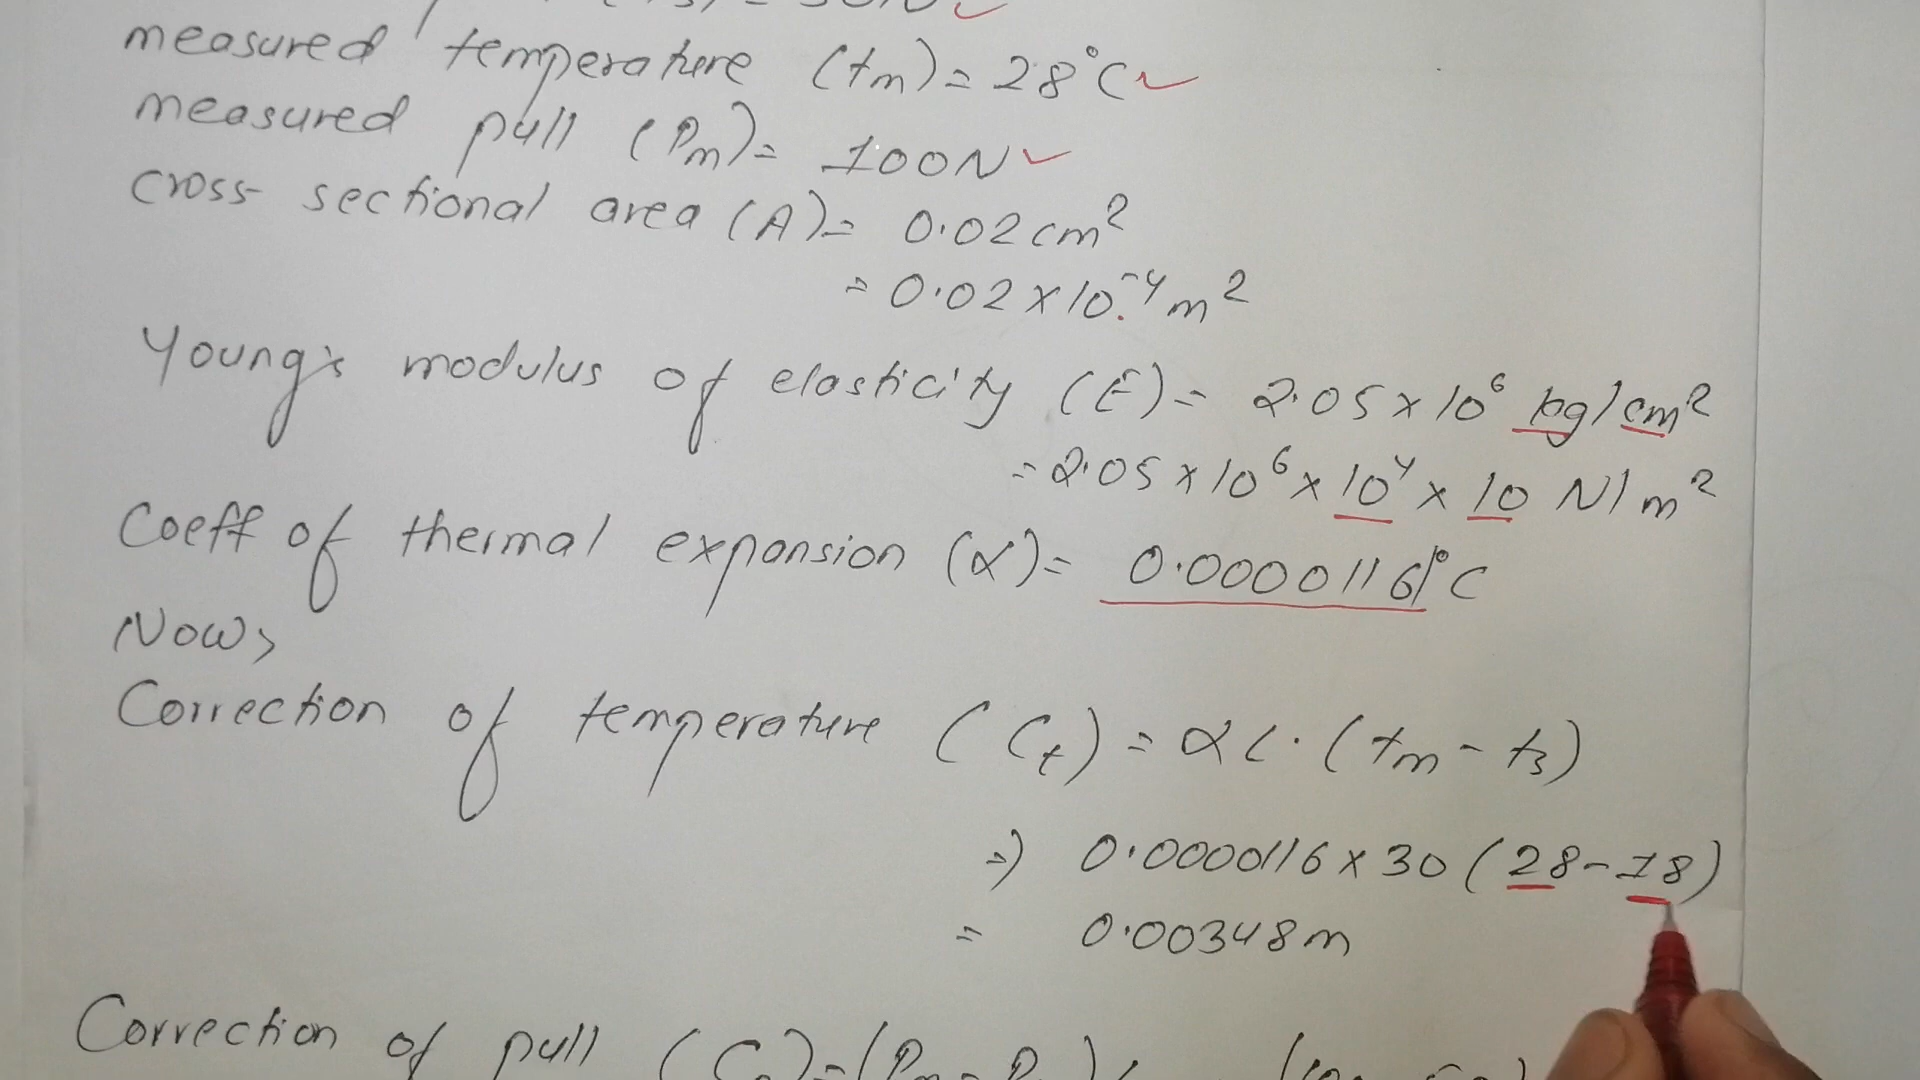 measured temperature (tm) = 28°C
measured pull (Pm) = 100N
cross-sectional area (A) = 0.02 cm²
= 0.02 × 10⁻⁴ m²
Young's modulus of elasticity (E) = 2.05 × 10⁶ kg/cm²
= 2.05 × 10⁶ × 10⁴ × 10 N/m²
Coeff of thermal expansion (α) = 0.0000116/°C
Now,
Correction of temperature (Ct) = αL·(tm - ts)
⇒ 0.0000116 × 30 (28-18)
= 0.00348m
Correction of pull